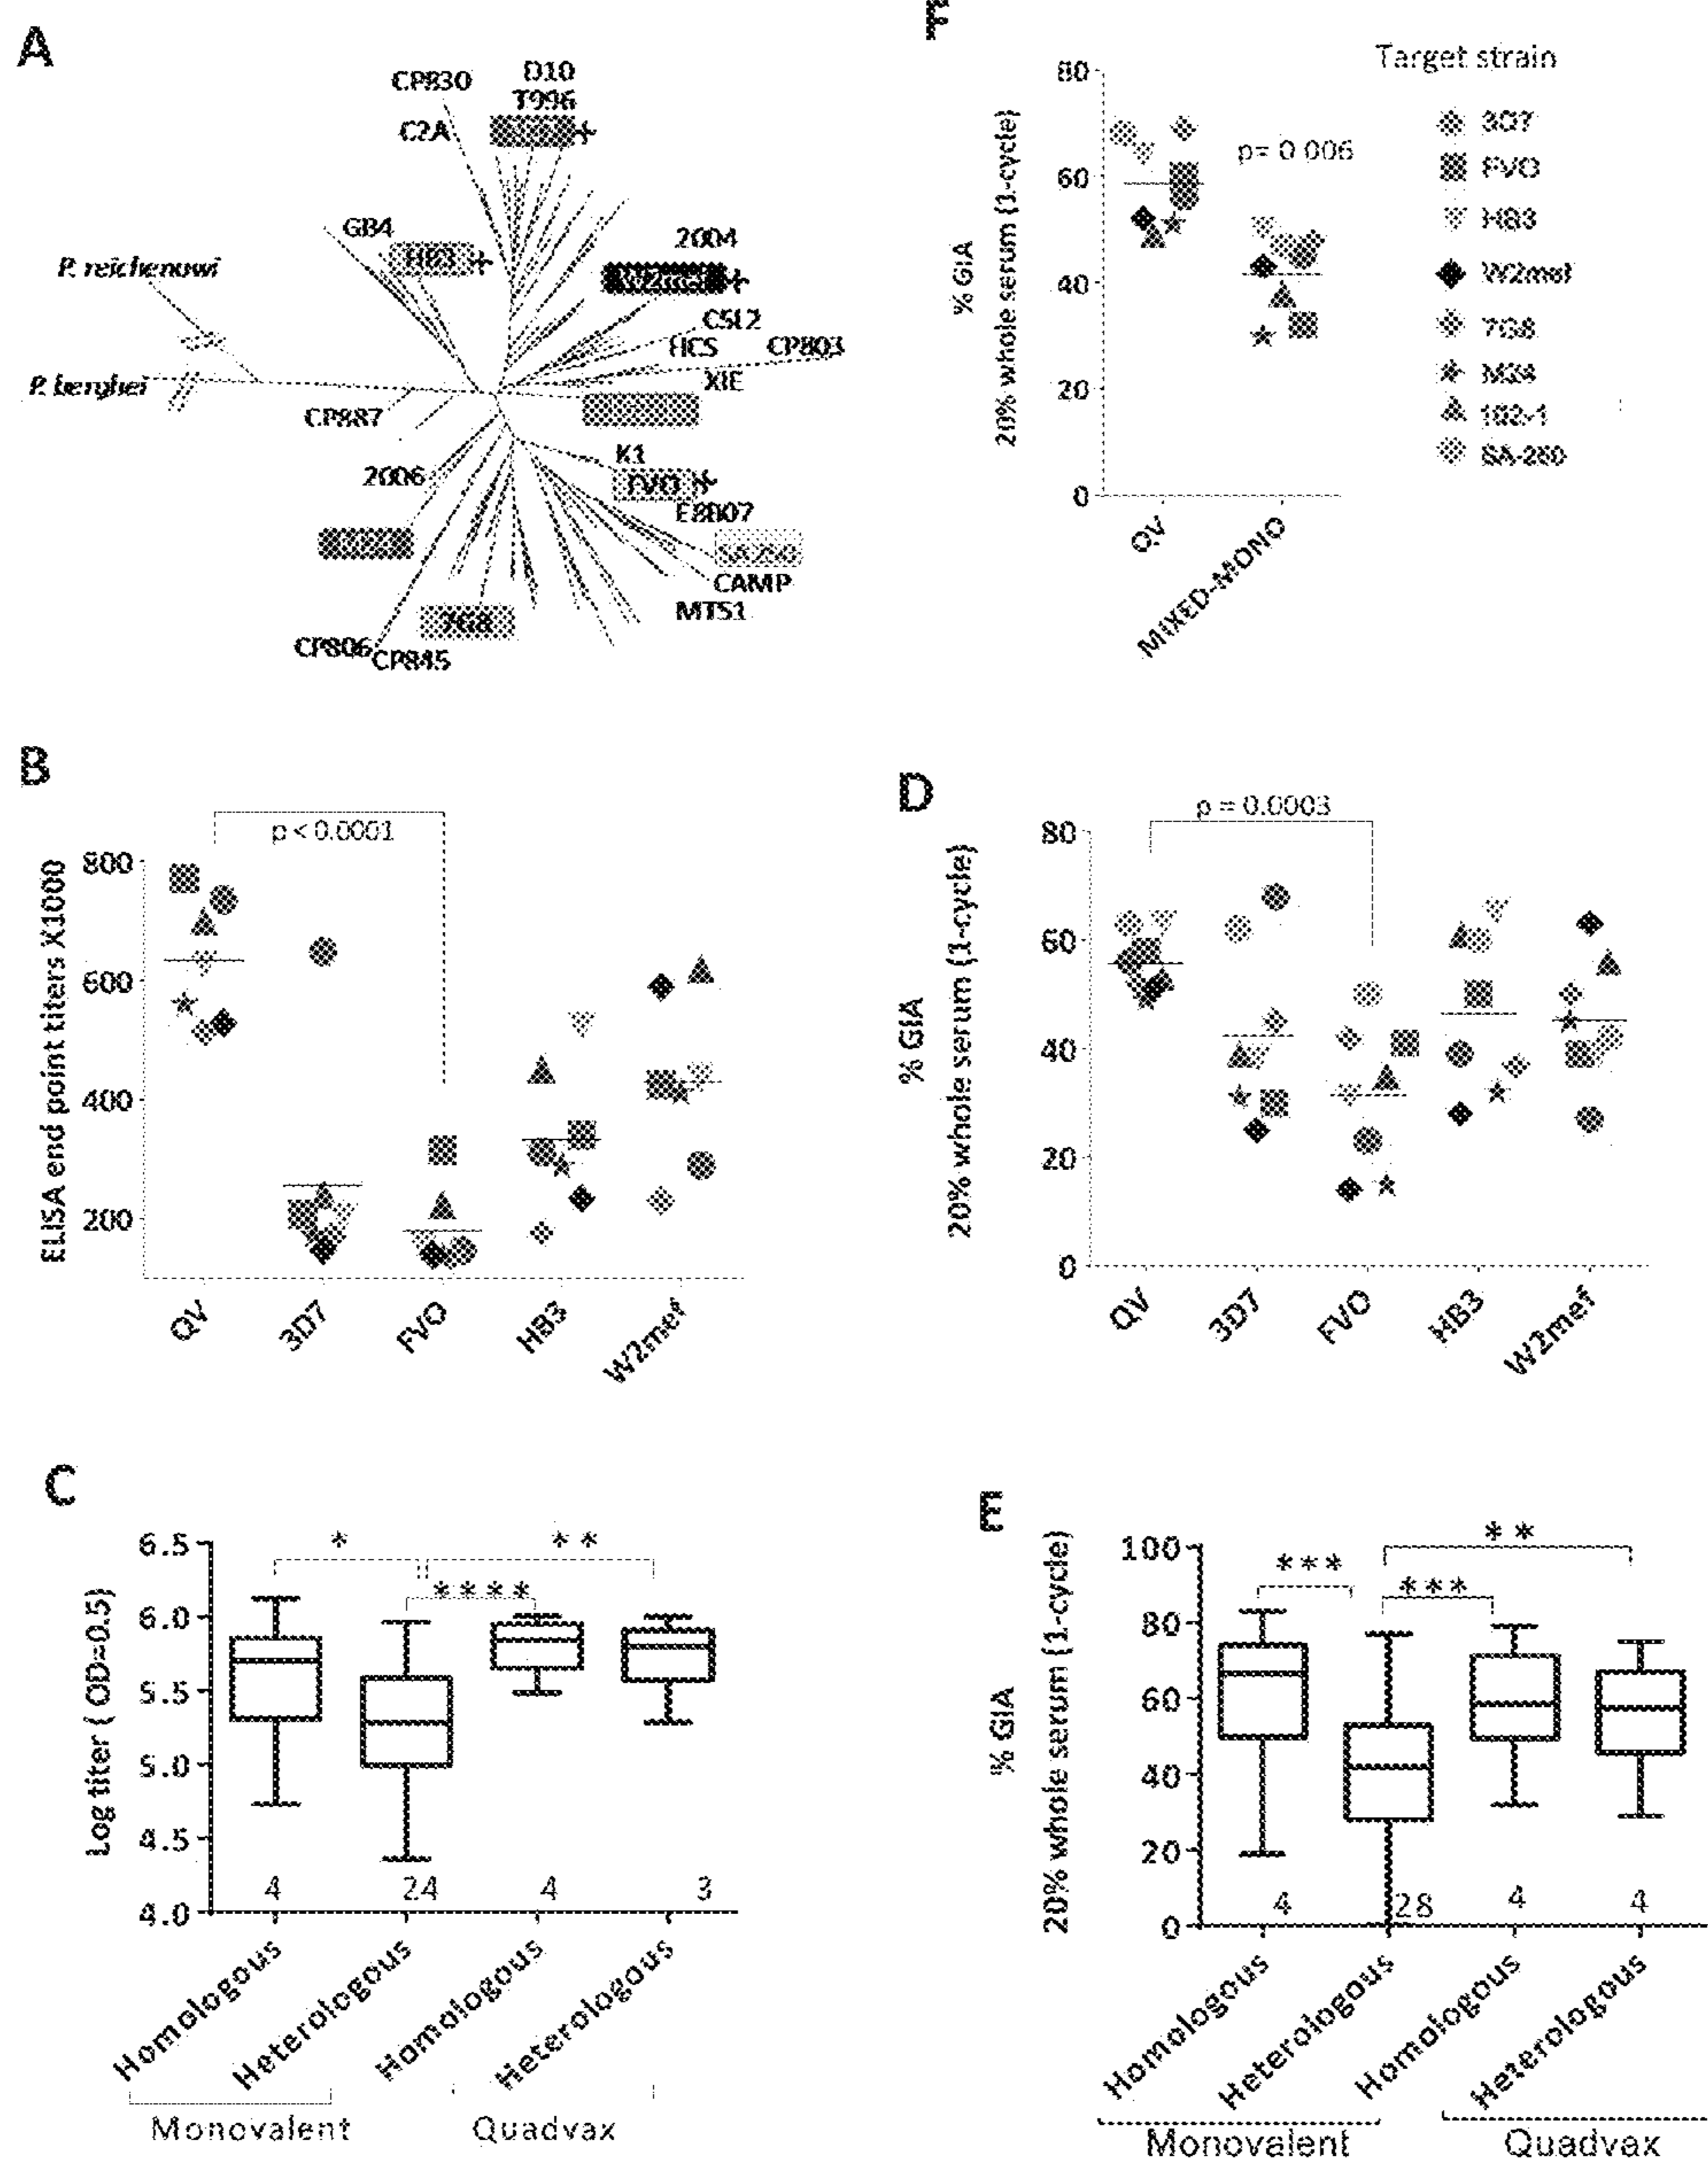 A
CP830
D10
T996
C2A
+
GB4
HB3 +
2004
+
P. reichenowi
CSL2
HCS
CP803
P. berghei
XIE
CP887
K1
2006
FVO +
E8B07
SA250
CAMP
7G8
MTS1
CP806
CP845
F
Target strain
% GIA
20% whole serum (1-cycle)
80
60
40
20
0
p= 0 006
3D7
FVO
HB3
W2mef
7G8
M24
102-1
SA-250
QV
MIXED-MONO
B
ELISA end point titers X1000
p < 0.0001
800
600
400
200
QV
3D7
FVO
HB3
W2mef
D
% GIA
20% whole serum (1-cycle)
p = 0.0003
80
60
40
20
0
QV
3D7
FVO
HB3
W2mef
C
Log titer ( OD=0.5)
6.5
6.0
5.5
5.0
4.5
4.0
*
**
****
4
24
4
3
Homologous
Heterologous
Homologous
Heterologous
Monovalent
Quadvax
E
% GIA
20% whole serum (1-cycle)
100
80
60
40
20
0
***
**
***
4
28
4
4
Homologous
Heterologous
Homologous
Heterologous
Monovalent
Quadvax